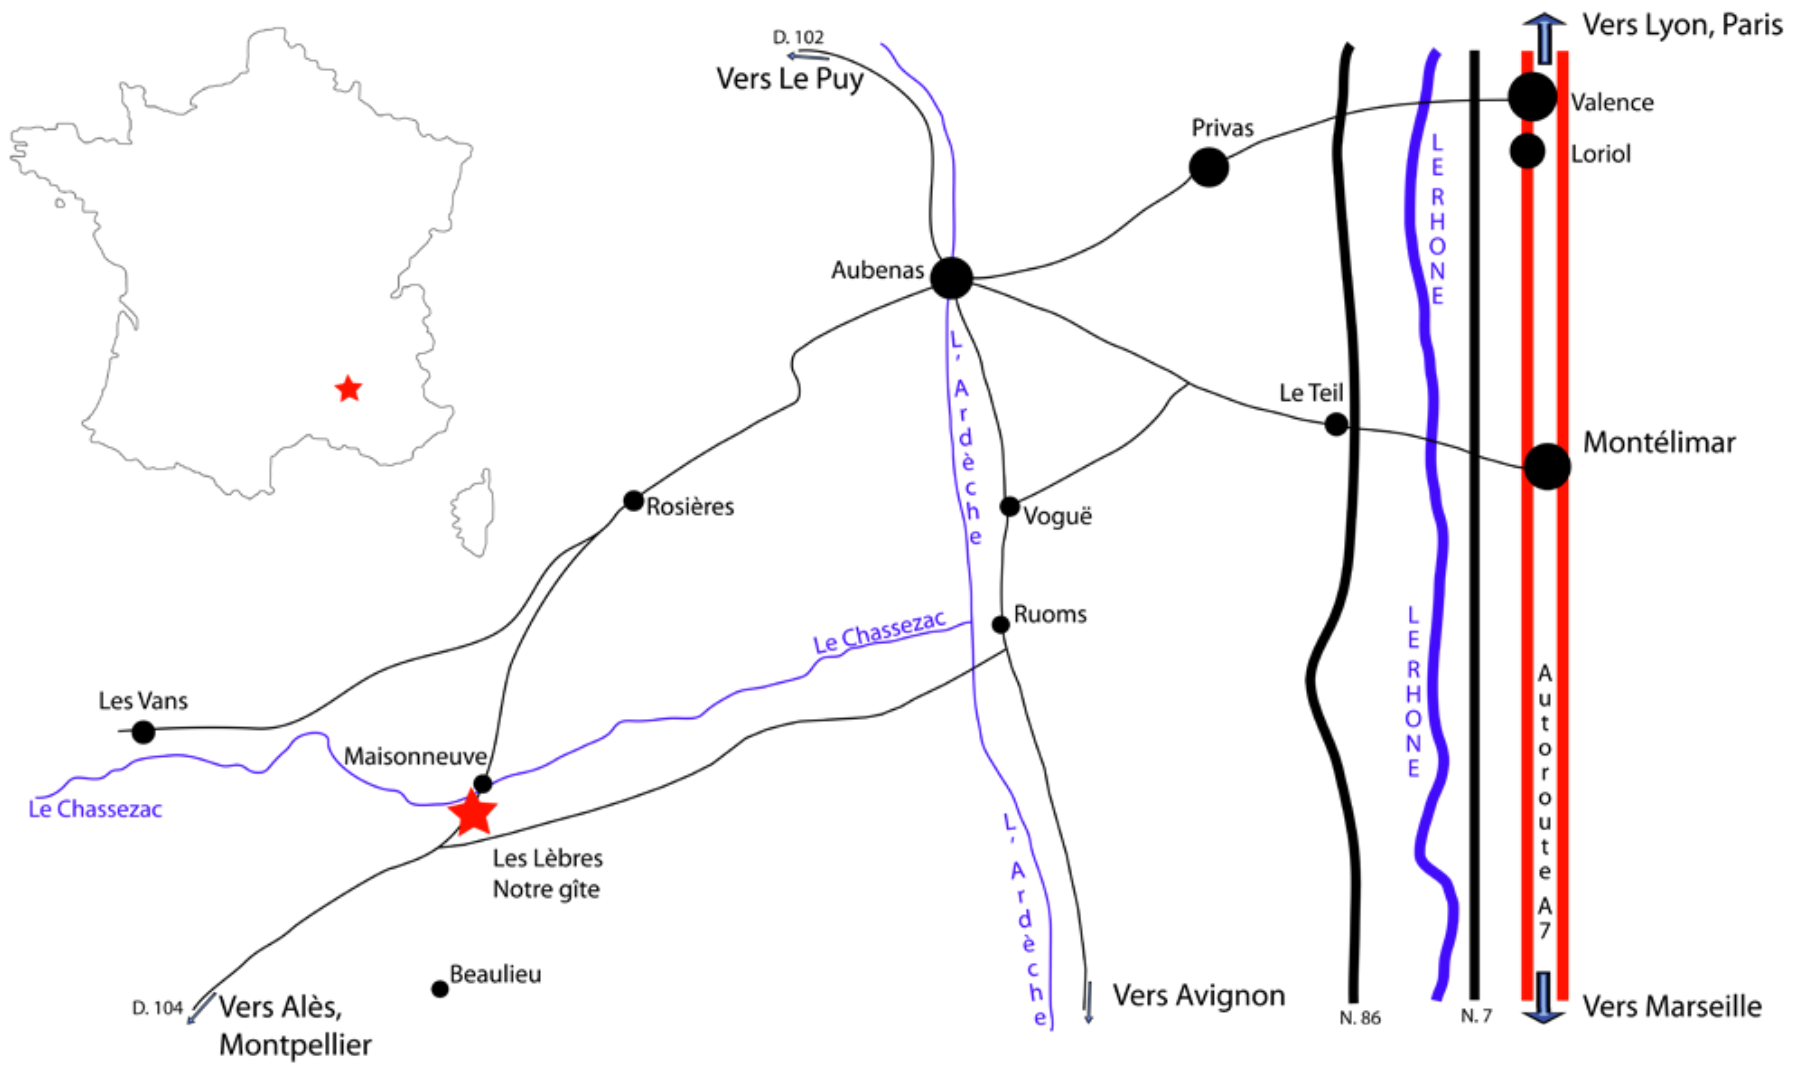 Vers Lyon, Paris
D. 102
Vers Le Puy
Valence
Privas
Loriol
LE RHONE
Aubenas
L'Ardèche
Le Teil
Montélimar
Rosières
Voguë
Ruoms
Le Chassezac
LE RHONE
Autoroute A7
Les Vans
Maisonneuve
Le Chassezac
L'Ardèche
Les Lèbres
Notre gîte
Beaulieu
Vers Avignon
D. 104
Vers Alès,
Montpellier
N. 86
N. 7
Vers Marseille